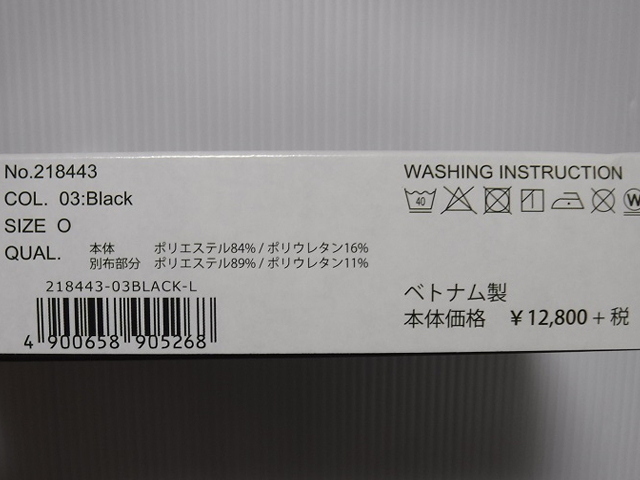 No.218443
COL. 03:Black
SIZE O
QUAL. 本体 ポリエステル84% / ポリウレタン16%
別布部分 ポリエステル89% / ポリウレタン11%
218443-03BLACK-L
4 900658 905268
WASHING INSTRUCTION
40 W
ベトナム製
本体価格 ¥12,800+税